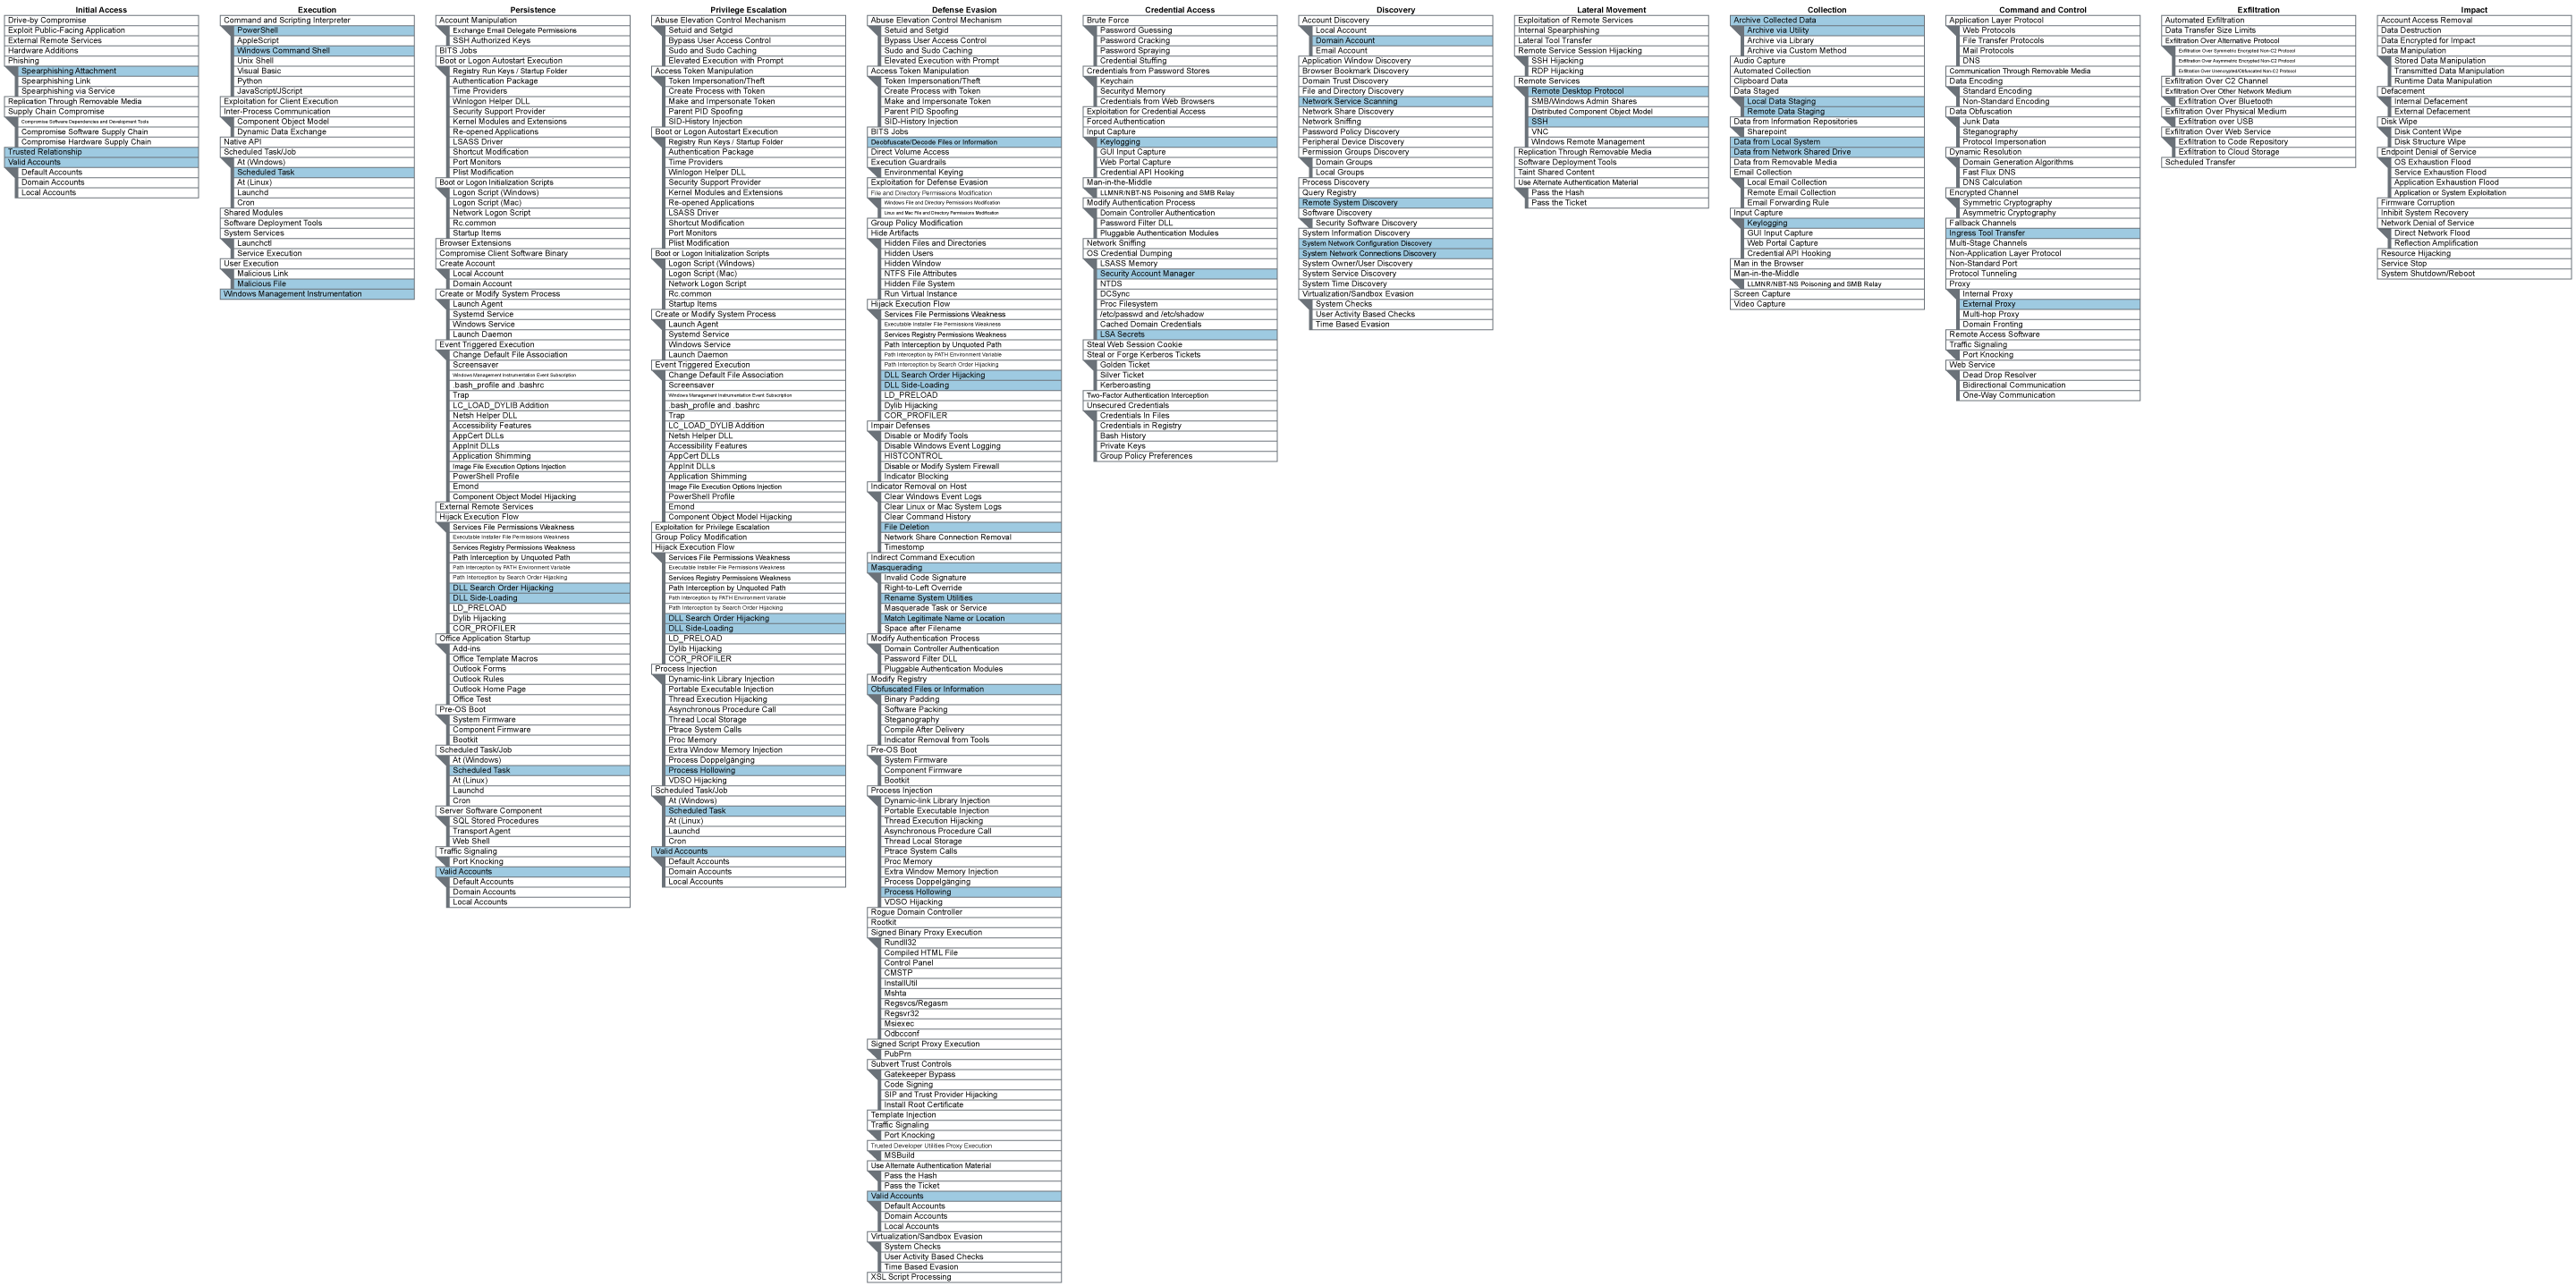 Initial Access
Drive-by Compromise
Exploit Public-Facing Application
External Remote Services
Hardware Additions
Phishing
Spearphishing Attachment
Spearphishing Link
Spearphishing via Service
Replication Through Removable Media
Supply Chain Compromise
Compromise Software Dependencies and Development Tools
Compromise Software Supply Chain
Compromise Hardware Supply Chain
Trusted Relationship
Valid Accounts
Default Accounts
Domain Accounts
Local Accounts
Execution
Command and Scripting Interpreter
PowerShell
AppleScript
Windows Command Shell
Unix Shell
Visual Basic
Python
JavaScript/JScript
Exploitation for Client Execution
Inter-Process Communication
Component Object Model
Dynamic Data Exchange
Native API
Scheduled Task/Job
At (Windows)
Scheduled Task
At (Linux)
Launchd
Cron
Shared Modules
Software Deployment Tools
System Services
Launchctl
Service Execution
User Execution
Malicious Link
Malicious File
Windows Management Instrumentation
Persistence
Account Manipulation
Exchange Email Delegate Permissions
SSH Authorized Keys
BITS Jobs
Boot or Logon Autostart Execution
Registry Run Keys / Startup Folder
Authentication Package
Time Providers
Winlogon Helper DLL
Security Support Provider
Kernel Modules and Extensions
Re-opened Applications
LSASS Driver
Shortcut Modification
Port Monitors
Plist Modification
Boot or Logon Initialization Scripts
Logon Script (Windows)
Logon Script (Mac)
Network Logon Script
Rc.common
Startup Items
Browser Extensions
Compromise Client Software Binary
Create Account
Local Account
Domain Account
Create or Modify System Process
Launch Agent
Systemd Service
Windows Service
Launch Daemon
Event Triggered Execution
Change Default File Association
Screensaver
Windows Management Instrumentation Event Subscription
.bash_profile and .bashrc
Trap
LC_LOAD_DYLIB Addition
Netsh Helper DLL
Accessibility Features
AppCert DLLs
AppInit DLLs
Application Shimming
Image File Execution Options Injection
PowerShell Profile
Emond
Component Object Model Hijacking
External Remote Services
Hijack Execution Flow
Services File Permissions Weakness
Executable Installer File Permissions Weakness
Services Registry Permissions Weakness
Path Interception by Unquoted Path
Path Interception by PATH Environment Variable
Path Interception by Search Order Hijacking
DLL Search Order Hijacking
DLL Side-Loading
LD_PRELOAD
Dylib Hijacking
COR_PROFILER
Office Application Startup
Add-ins
Office Template Macros
Outlook Forms
Outlook Rules
Outlook Home Page
Office Test
Pre-OS Boot
System Firmware
Component Firmware
Bootkit
Scheduled Task/Job
At (Windows)
Scheduled Task
At (Linux)
Launchd
Cron
Server Software Component
SQL Stored Procedures
Transport Agent
Web Shell
Traffic Signaling
Port Knocking
Valid Accounts
Default Accounts
Domain Accounts
Local Accounts
Privilege Escalation
Abuse Elevation Control Mechanism
Setuid and Setgid
Bypass User Access Control
Sudo and Sudo Caching
Elevated Execution with Prompt
Access Token Manipulation
Token Impersonation/Theft
Create Process with Token
Make and Impersonate Token
Parent PID Spoofing
SID-History Injection
Boot or Logon Autostart Execution
Registry Run Keys / Startup Folder
Authentication Package
Time Providers
Winlogon Helper DLL
Security Support Provider
Kernel Modules and Extensions
Re-opened Applications
LSASS Driver
Shortcut Modification
Port Monitors
Plist Modification
Boot or Logon Initialization Scripts
Logon Script (Windows)
Logon Script (Mac)
Network Logon Script
Rc.common
Startup Items
Create or Modify System Process
Launch Agent
Systemd Service
Windows Service
Launch Daemon
Event Triggered Execution
Change Default File Association
Screensaver
Windows Management Instrumentation Event Subscription
.bash_profile and .bashrc
Trap
LC_LOAD_DYLIB Addition
Netsh Helper DLL
Accessibility Features
AppCert DLLs
AppInit DLLs
Application Shimming
Image File Execution Options Injection
PowerShell Profile
Emond
Component Object Model Hijacking
Exploitation for Privilege Escalation
Group Policy Modification
Hijack Execution Flow
Services File Permissions Weakness
Executable Installer File Permissions Weakness
Services Registry Permissions Weakness
Path Interception by Unquoted Path
Path Interception by PATH Environment Variable
Path Interception by Search Order Hijacking
DLL Search Order Hijacking
DLL Side-Loading
LD_PRELOAD
Dylib Hijacking
COR_PROFILER
Process Injection
Dynamic-link Library Injection
Portable Executable Injection
Thread Execution Hijacking
Asynchronous Procedure Call
Thread Local Storage
Ptrace System Calls
Proc Memory
Extra Window Memory Injection
Process Doppelgänging
Process Hollowing
VDSO Hijacking
Scheduled Task/Job
At (Windows)
Scheduled Task
At (Linux)
Launchd
Cron
Valid Accounts
Default Accounts
Domain Accounts
Local Accounts
Defense Evasion
Abuse Elevation Control Mechanism
Setuid and Setgid
Bypass User Access Control
Sudo and Sudo Caching
Elevated Execution with Prompt
Access Token Manipulation
Token Impersonation/Theft
Create Process with Token
Make and Impersonate Token
Parent PID Spoofing
SID-History Injection
BITS Jobs
Deobfuscate/Decode Files or Information
Direct Volume Access
Execution Guardrails
Environmental Keying
Exploitation for Defense Evasion
File and Directory Permissions Modification
Windows File and Directory Permissions Modification
Linux and Mac File and Directory Permissions Modification
Group Policy Modification
Hide Artifacts
Hidden Files and Directories
Hidden Users
Hidden Window
NTFS File Attributes
Hidden File System
Run Virtual Instance
Hijack Execution Flow
Services File Permissions Weakness
Executable Installer File Permissions Weakness
Services Registry Permissions Weakness
Path Interception by Unquoted Path
Path Interception by PATH Environment Variable
Path Interception by Search Order Hijacking
DLL Search Order Hijacking
DLL Side-Loading
LD_PRELOAD
Dylib Hijacking
COR_PROFILER
Impair Defenses
Disable or Modify Tools
Disable Windows Event Logging
HISTCONTROL
Disable or Modify System Firewall
Indicator Blocking
Indicator Removal on Host
Clear Windows Event Logs
Clear Linux or Mac System Logs
Clear Command History
File Deletion
Network Share Connection Removal
Timestomp
Indirect Command Execution
Masquerading
Invalid Code Signature
Right-to-Left Override
Rename System Utilities
Masquerade Task or Service
Match Legitimate Name or Location
Space after Filename
Modify Authentication Process
Domain Controller Authentication
Password Filter DLL
Pluggable Authentication Modules
Modify Registry
Obfuscated Files or Information
Binary Padding
Software Packing
Steganography
Compile After Delivery
Indicator Removal from Tools
Pre-OS Boot
System Firmware
Component Firmware
Bootkit
Process Injection
Dynamic-link Library Injection
Portable Executable Injection
Thread Execution Hijacking
Asynchronous Procedure Call
Thread Local Storage
Ptrace System Calls
Proc Memory
Extra Window Memory Injection
Process Doppelgänging
Process Hollowing
VDSO Hijacking
Rogue Domain Controller
Rootkit
Signed Binary Proxy Execution
Rundll32
Compiled HTML File
Control Panel
CMSTP
InstallUtil
Mshta
Regsvcs/Regasm
Regsvr32
Msiexec
Odbcconf
Signed Script Proxy Execution
PubPrn
Subvert Trust Controls
Gatekeeper Bypass
Code Signing
SIP and Trust Provider Hijacking
Install Root Certificate
Template Injection
Traffic Signaling
Port Knocking
Trusted Developer Utilities Proxy Execution
MSBuild
Use Alternate Authentication Material
Pass the Hash
Pass the Ticket
Valid Accounts
Default Accounts
Domain Accounts
Local Accounts
Virtualization/Sandbox Evasion
System Checks
User Activity Based Checks
Time Based Evasion
XSL Script Processing
Credential Access
Brute Force
Password Guessing
Password Cracking
Password Spraying
Credential Stuffing
Credentials from Password Stores
Keychain
Securityd Memory
Credentials from Web Browsers
Exploitation for Credential Access
Forced Authentication
Input Capture
Keylogging
GUI Input Capture
Web Portal Capture
Credential API Hooking
Man-in-the-Middle
LLMNR/NBT-NS Poisoning and SMB Relay
Modify Authentication Process
Domain Controller Authentication
Password Filter DLL
Pluggable Authentication Modules
Network Sniffing
OS Credential Dumping
LSASS Memory
Security Account Manager
NTDS
DCSync
Proc Filesystem
/etc/passwd and /etc/shadow
Cached Domain Credentials
LSA Secrets
Steal Web Session Cookie
Steal or Forge Kerberos Tickets
Golden Ticket
Silver Ticket
Kerberoasting
Two-Factor Authentication Interception
Unsecured Credentials
Credentials In Files
Credentials in Registry
Bash History
Private Keys
Group Policy Preferences
Discovery
Account Discovery
Local Account
Domain Account
Email Account
Application Window Discovery
Browser Bookmark Discovery
Domain Trust Discovery
File and Directory Discovery
Network Service Scanning
Network Share Discovery
Network Sniffing
Password Policy Discovery
Peripheral Device Discovery
Permission Groups Discovery
Domain Groups
Local Groups
Process Discovery
Query Registry
Remote System Discovery
Software Discovery
Security Software Discovery
System Information Discovery
System Network Configuration Discovery
System Network Connections Discovery
System Owner/User Discovery
System Service Discovery
System Time Discovery
Virtualization/Sandbox Evasion
System Checks
User Activity Based Checks
Time Based Evasion
Lateral Movement
Exploitation of Remote Services
Internal Spearphishing
Lateral Tool Transfer
Remote Service Session Hijacking
SSH Hijacking
RDP Hijacking
Remote Services
Remote Desktop Protocol
SMB/Windows Admin Shares
Distributed Component Object Model
SSH
VNC
Windows Remote Management
Replication Through Removable Media
Software Deployment Tools
Taint Shared Content
Use Alternate Authentication Material
Pass the Hash
Pass the Ticket
Collection
Archive Collected Data
Archive via Utility
Archive via Library
Archive via Custom Method
Audio Capture
Automated Collection
Clipboard Data
Data Staged
Local Data Staging
Remote Data Staging
Data from Information Repositories
Sharepoint
Data from Local System
Data from Network Shared Drive
Data from Removable Media
Email Collection
Local Email Collection
Remote Email Collection
Email Forwarding Rule
Input Capture
Keylogging
GUI Input Capture
Web Portal Capture
Credential API Hooking
Man in the Browser
Man-in-the-Middle
LLMNR/NBT-NS Poisoning and SMB Relay
Screen Capture
Video Capture
Command and Control
Application Layer Protocol
Web Protocols
File Transfer Protocols
Mail Protocols
DNS
Communication Through Removable Media
Data Encoding
Standard Encoding
Non-Standard Encoding
Data Obfuscation
Junk Data
Steganography
Protocol Impersonation
Dynamic Resolution
Domain Generation Algorithms
Fast Flux DNS
DNS Calculation
Encrypted Channel
Symmetric Cryptography
Asymmetric Cryptography
Fallback Channels
Ingress Tool Transfer
Multi-Stage Channels
Non-Application Layer Protocol
Non-Standard Port
Protocol Tunneling
Proxy
Internal Proxy
External Proxy
Multi-hop Proxy
Domain Fronting
Remote Access Software
Traffic Signaling
Port Knocking
Web Service
Dead Drop Resolver
Bidirectional Communication
One-Way Communication
Exfiltration
Automated Exfiltration
Data Transfer Size Limits
Exfiltration Over Alternative Protocol
Exfiltration Over Symmetric Encrypted Non-C2 Protocol
Exfiltration Over Asymmetric Encrypted Non-C2 Protocol
Exfiltration Over Unencrypted/Obfuscated Non-C2 Protocol
Exfiltration Over C2 Channel
Exfiltration Over Other Network Medium
Exfiltration Over Bluetooth
Exfiltration Over Physical Medium
Exfiltration over USB
Exfiltration Over Web Service
Exfiltration to Code Repository
Exfiltration to Cloud Storage
Scheduled Transfer
Impact
Account Access Removal
Data Destruction
Data Encrypted for Impact
Data Manipulation
Stored Data Manipulation
Transmitted Data Manipulation
Runtime Data Manipulation
Defacement
Internal Defacement
External Defacement
Disk Wipe
Disk Content Wipe
Disk Structure Wipe
Endpoint Denial of Service
OS Exhaustion Flood
Service Exhaustion Flood
Application Exhaustion Flood
Application or System Exploitation
Firmware Corruption
Inhibit System Recovery
Network Denial of Service
Direct Network Flood
Reflection Amplification
Resource Hijacking
Service Stop
System Shutdown/Reboot